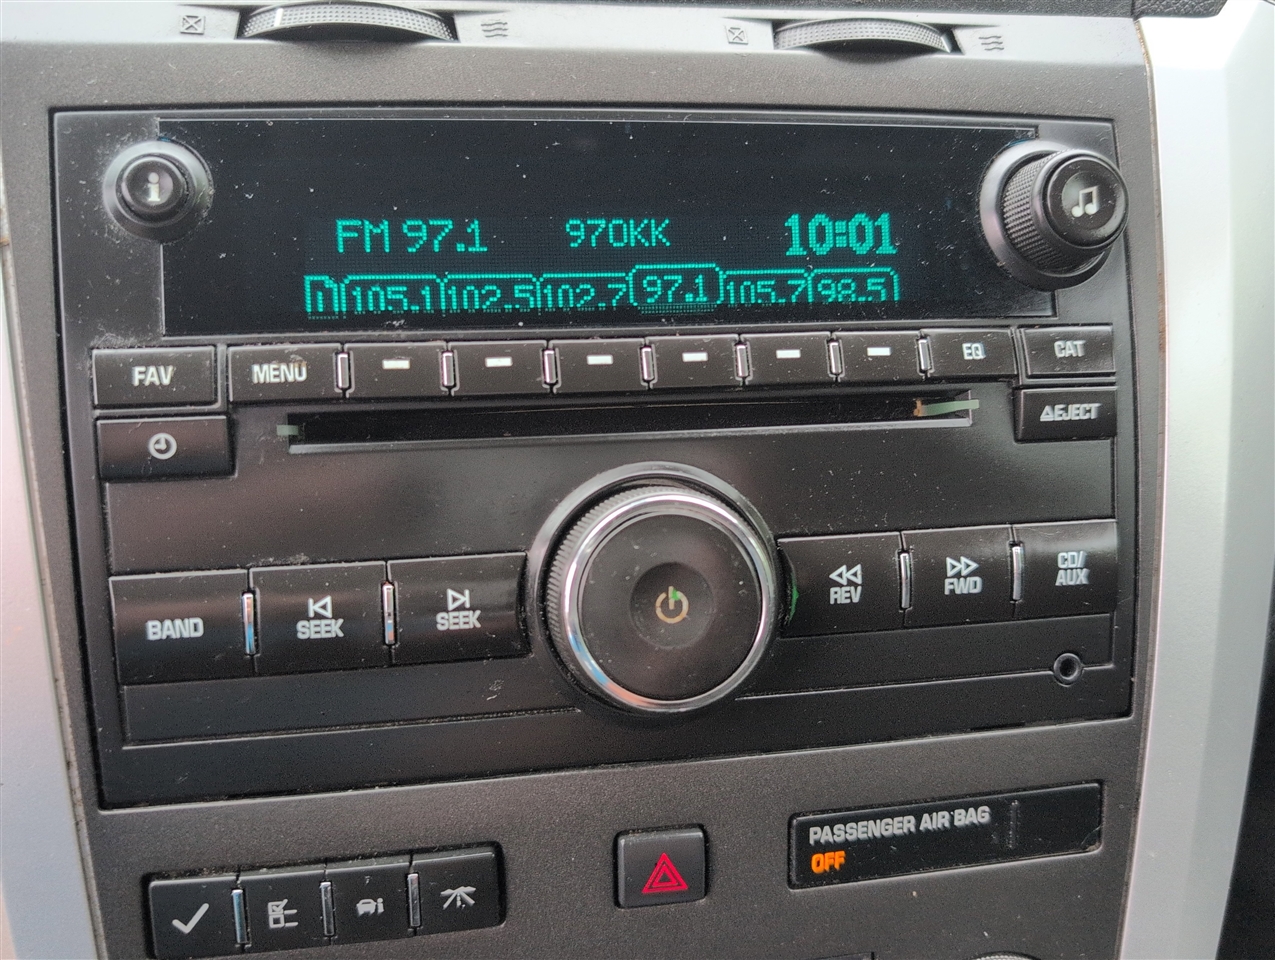 i
FM 97.1 970KK 10:01
105.1 102.5 102.7 97.1 105.7 98.5
FAV MENU EQ CAT
EJECT
BAND SEEK SEEK REV FWD CD/
AUX
PASSENGER AIR BAG
OFF
i